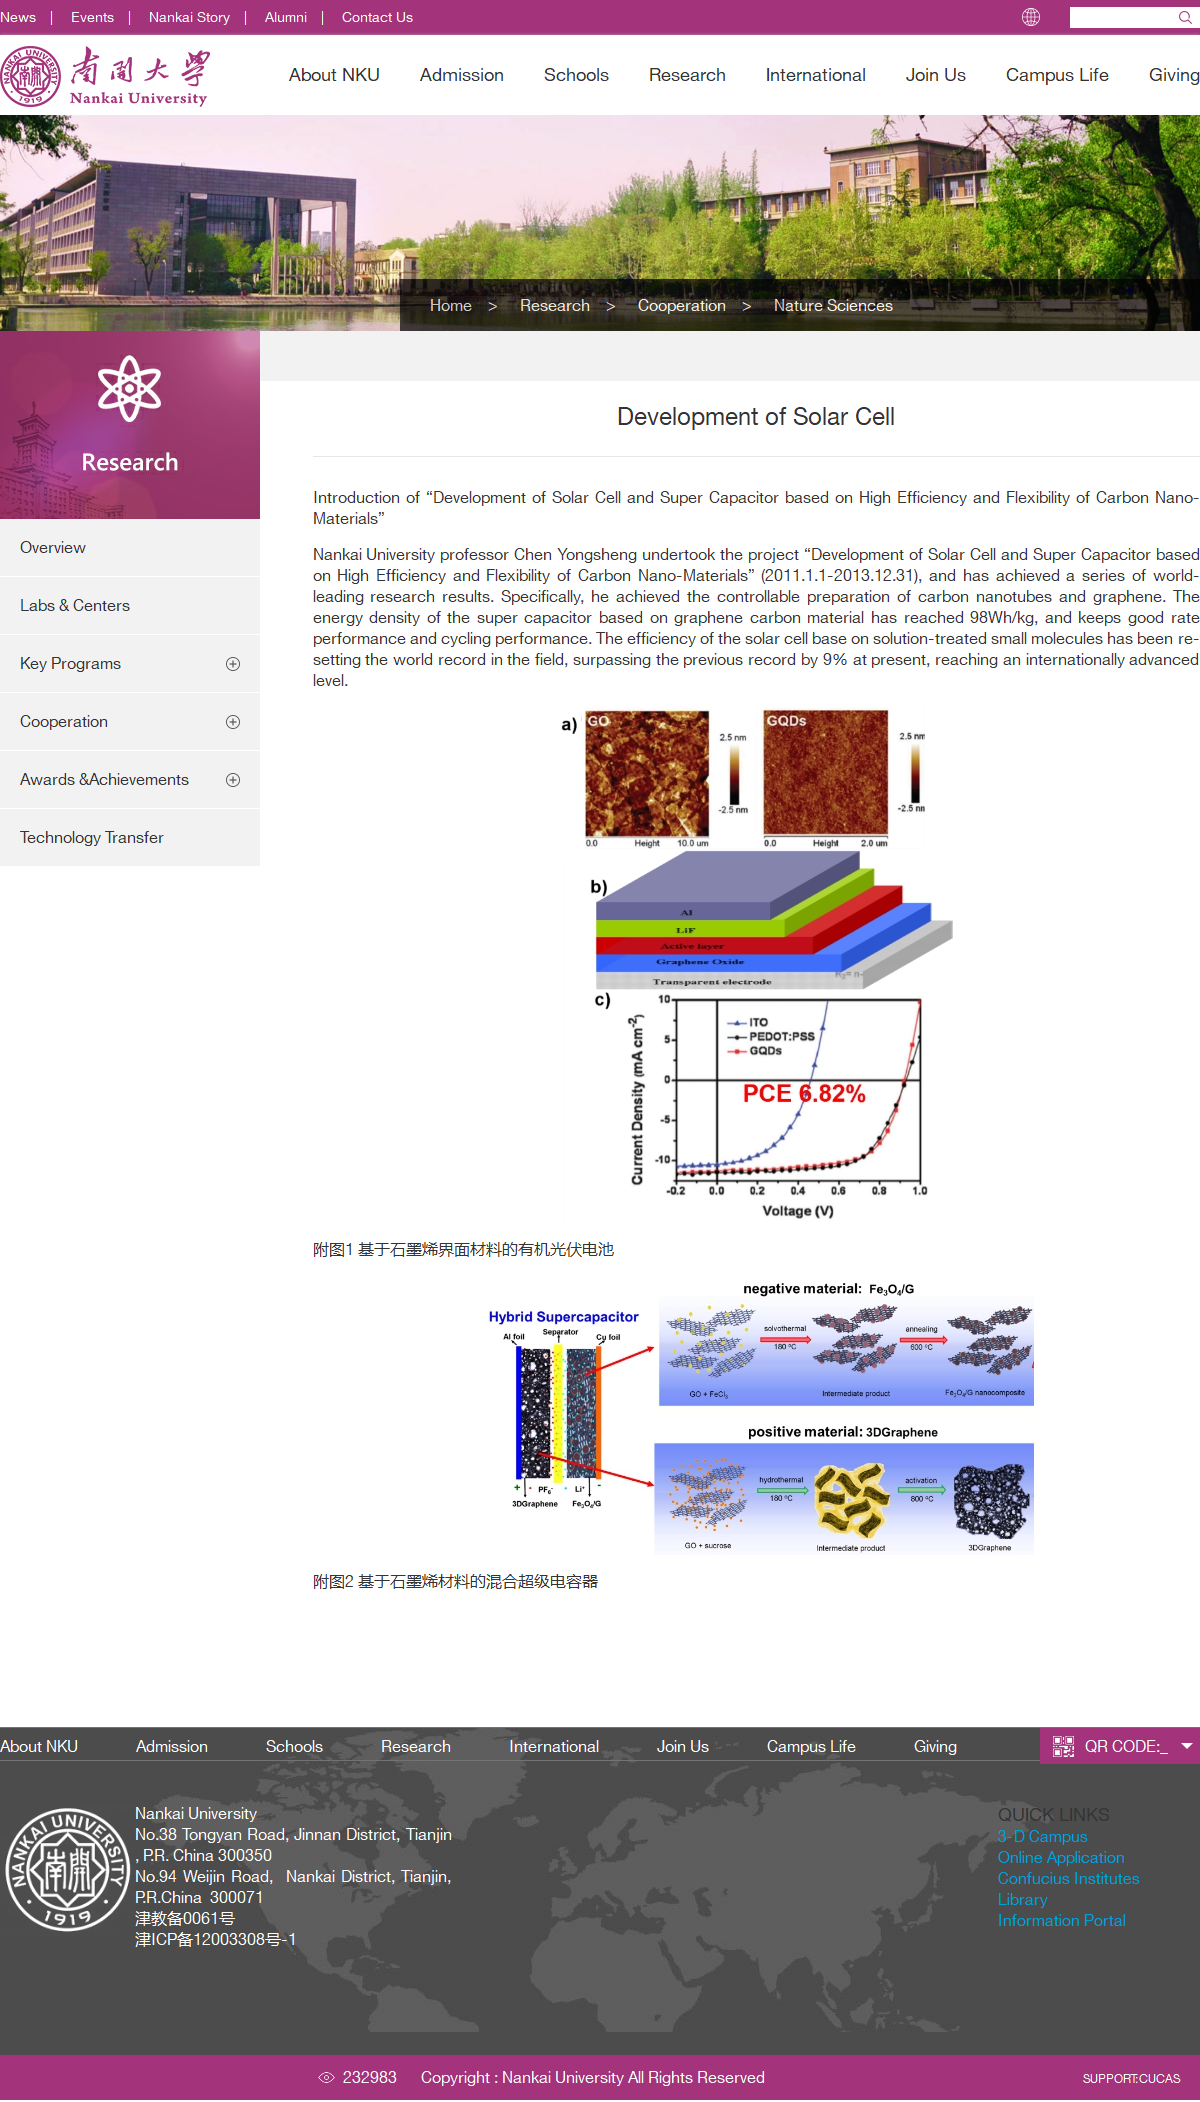 News | Events | Nankai Story | Alumni | Contact Us
NANKAI UNIVERSITY
1919
南開大學
Nankai University
About NKU Admission Schools Research International Join Us Campus Life Giving
Home > Research > Cooperation > Nature Sciences
Research
Overview
Labs & Centers
Key Programs
Cooperation
Awards &Achievements
Technology Transfer
Development of Solar Cell
Introduction of “Development of Solar Cell and Super Capacitor based on High Efficiency and Flexibility of Carbon Nano-
Materials”
Nankai University professor Chen Yongsheng undertook the project “Development of Solar Cell and Super Capacitor based
on High Efficiency and Flexibility of Carbon Nano-Materials” (2011.1.1-2013.12.31), and has achieved a series of world-
leading research results. Specifically, he achieved the controllable preparation of carbon nanotubes and graphene. The
energy density of the super capacitor based on graphene carbon material has reached 98Wh/kg, and keeps good rate
performance and cycling performance. The efficiency of the solar cell base on solution-treated small molecules has been re-
setting the world record in the field, surpassing the previous record by 9% at present, reaching an internationally advanced
level.
a) GO GQDs
2.5 nm 2.5 nm
-2.5 nm -2.5 nm
0.0 Height 10.0 um 0.0 Height 2.0 um
b)
Al
LiF
Active layer
Graphene Oxide
Transparent electrode
c)
10
5
0
-5
-10
Current Density (mA cm-2)
ITO
PEDOT:PSS
GQDs
PCE 6.82%
-0.2 0.0 0.2 0.4 0.6 0.8 1.0
Voltage (V)
附图1 基于石墨烯界面材料的有机光伏电池
negative material: Fe3O4/G
Hybrid Supercapacitor
Al foil Separator Cu foil
solvothermal
180 °C
annealing
600 °C
GO + FeCl3 Intermediate product Fe3O4/G nanocomposite
positive material: 3DGraphene
hydrothermal
180 °C
activation
800 °C
+ PF6- Li+ -
3DGraphene Fe3O4/G
GO + sucrose Intermediate product 3DGraphene
附图2 基于石墨烯材料的混合超级电容器
About NKU Admission Schools Research International Join Us Campus Life Giving
QR CODE:_
NANKAI UNIVERSITY
南開
1919
Nankai University
No.38 Tongyan Road, Jinnan District, Tianjin
, P.R. China 300350
No.94 Weijin Road, Nankai District, Tianjin,
P.R.China 300071
津教备0061号
津ICP备12003308号-1
QUICK LINKS
3-D Campus
Online Application
Confucius Institutes
Library
Information Portal
232983 Copyright : Nankai University All Rights Reserved
SUPPORT:CUCAS